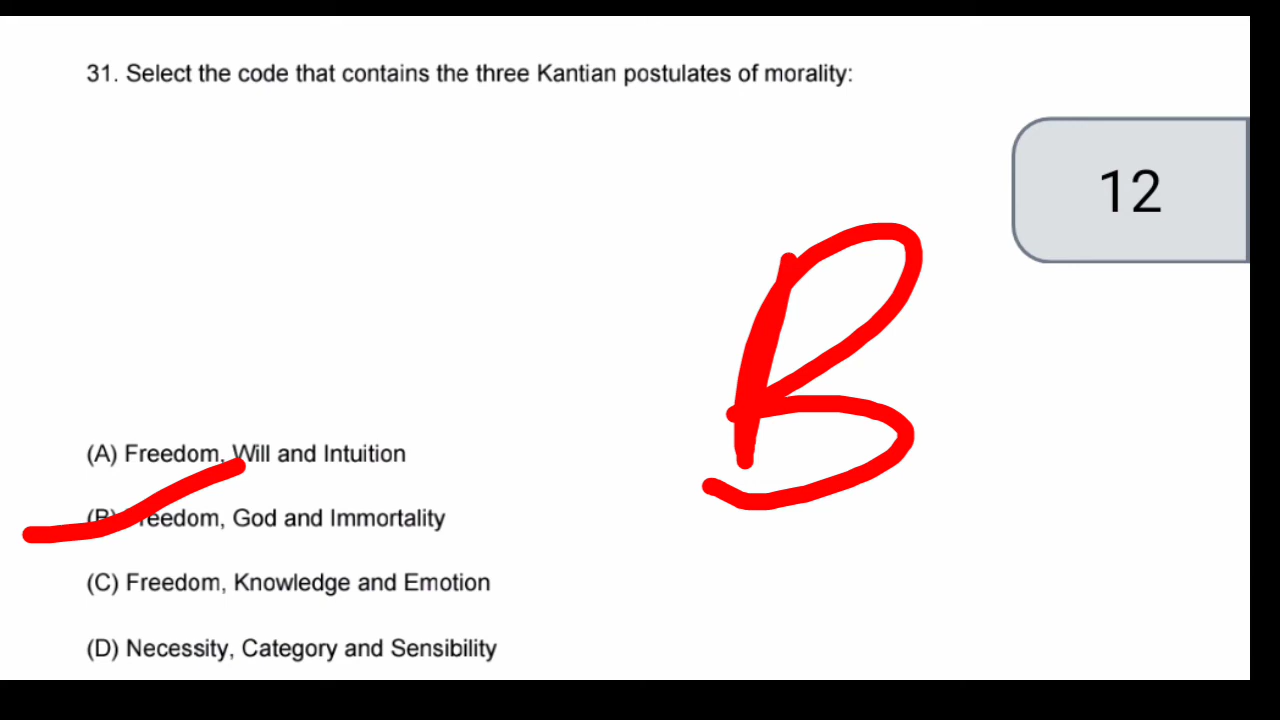 31. Select the code that contains the three Kantian postulates of morality:
12
B
(A) Freedom, Will and Intuition
(B) Freedom, God and Immortality
(C) Freedom, Knowledge and Emotion
(D) Necessity, Category and Sensibility